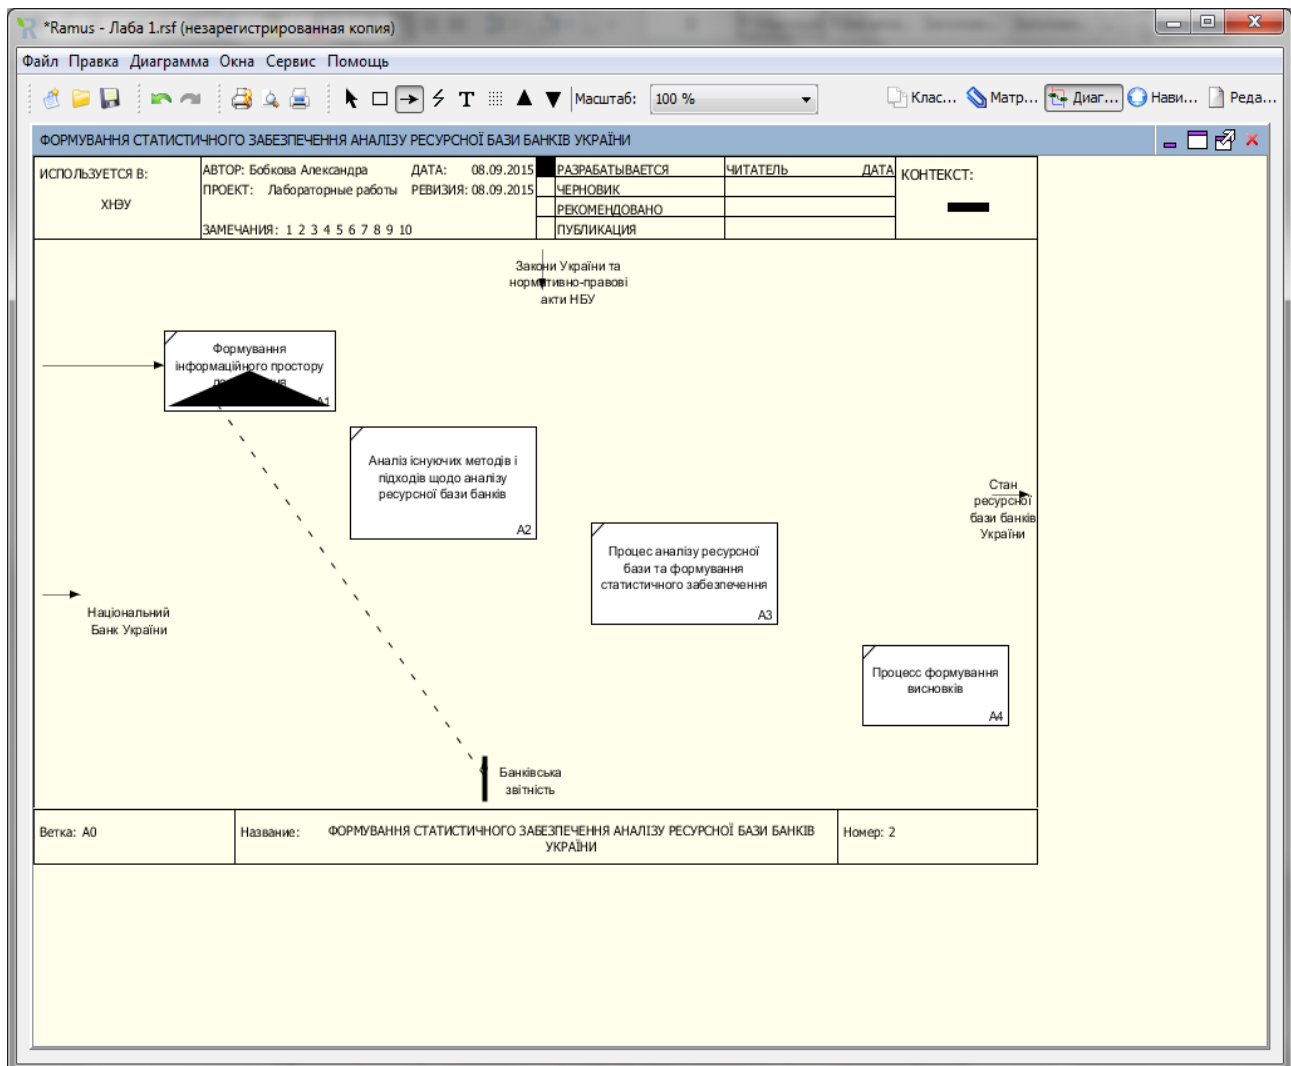 *Ramus - Лаба 1.rsf (незарегистрированная копия)
Файл Правка Диаграмма Окна Сервис Помощь
T Масштаб: 100 % Клас... Матр... Диаг... Нави... Реда...
ФОРМУВАННЯ СТАТИСТИЧНОГО ЗАБЕЗПЕЧЕННЯ АНАЛІЗУ РЕСУРСНОЇ БАЗИ БАНКІВ УКРАЇНИ
ИСПОЛЬЗУЕТСЯ В:
ХНЭУ
АВТОР: Бобкова Александра ДАТА: 08.09.2015
ПРОЕКТ: Лабораторные работы РЕВИЗИЯ: 08.09.2015
ЗАМЕЧАНИЯ: 1 2 3 4 5 6 7 8 9 10
РАЗРАБАТЫВАЕТСЯ
ЧЕРНОВИК
РЕКОМЕНДОВАНО
ПУБЛИКАЦИЯ
ЧИТАТЕЛЬ ДАТА
КОНТЕКСТ:
Закони України та
нормативно-правові
акти НБУ
Формування
інформаційного простору
A1
Аналіз існуючих методів і
підходів щодо аналізу
ресурсної бази банків
A2
Стан
ресурсної
бази банків
України
Процес аналізу ресурсної
бази та формування
статистичного забезпечення
A3
Національний
Банк України
Процесс формування
висновків
A4
Банківська
звітність
Ветка: A0
Название: ФОРМУВАННЯ СТАТИСТИЧНОГО ЗАБЕЗПЕЧЕННЯ АНАЛІЗУ РЕСУРСНОЇ БАЗИ БАНКІВ
УКРАЇНИ
Номер: 2